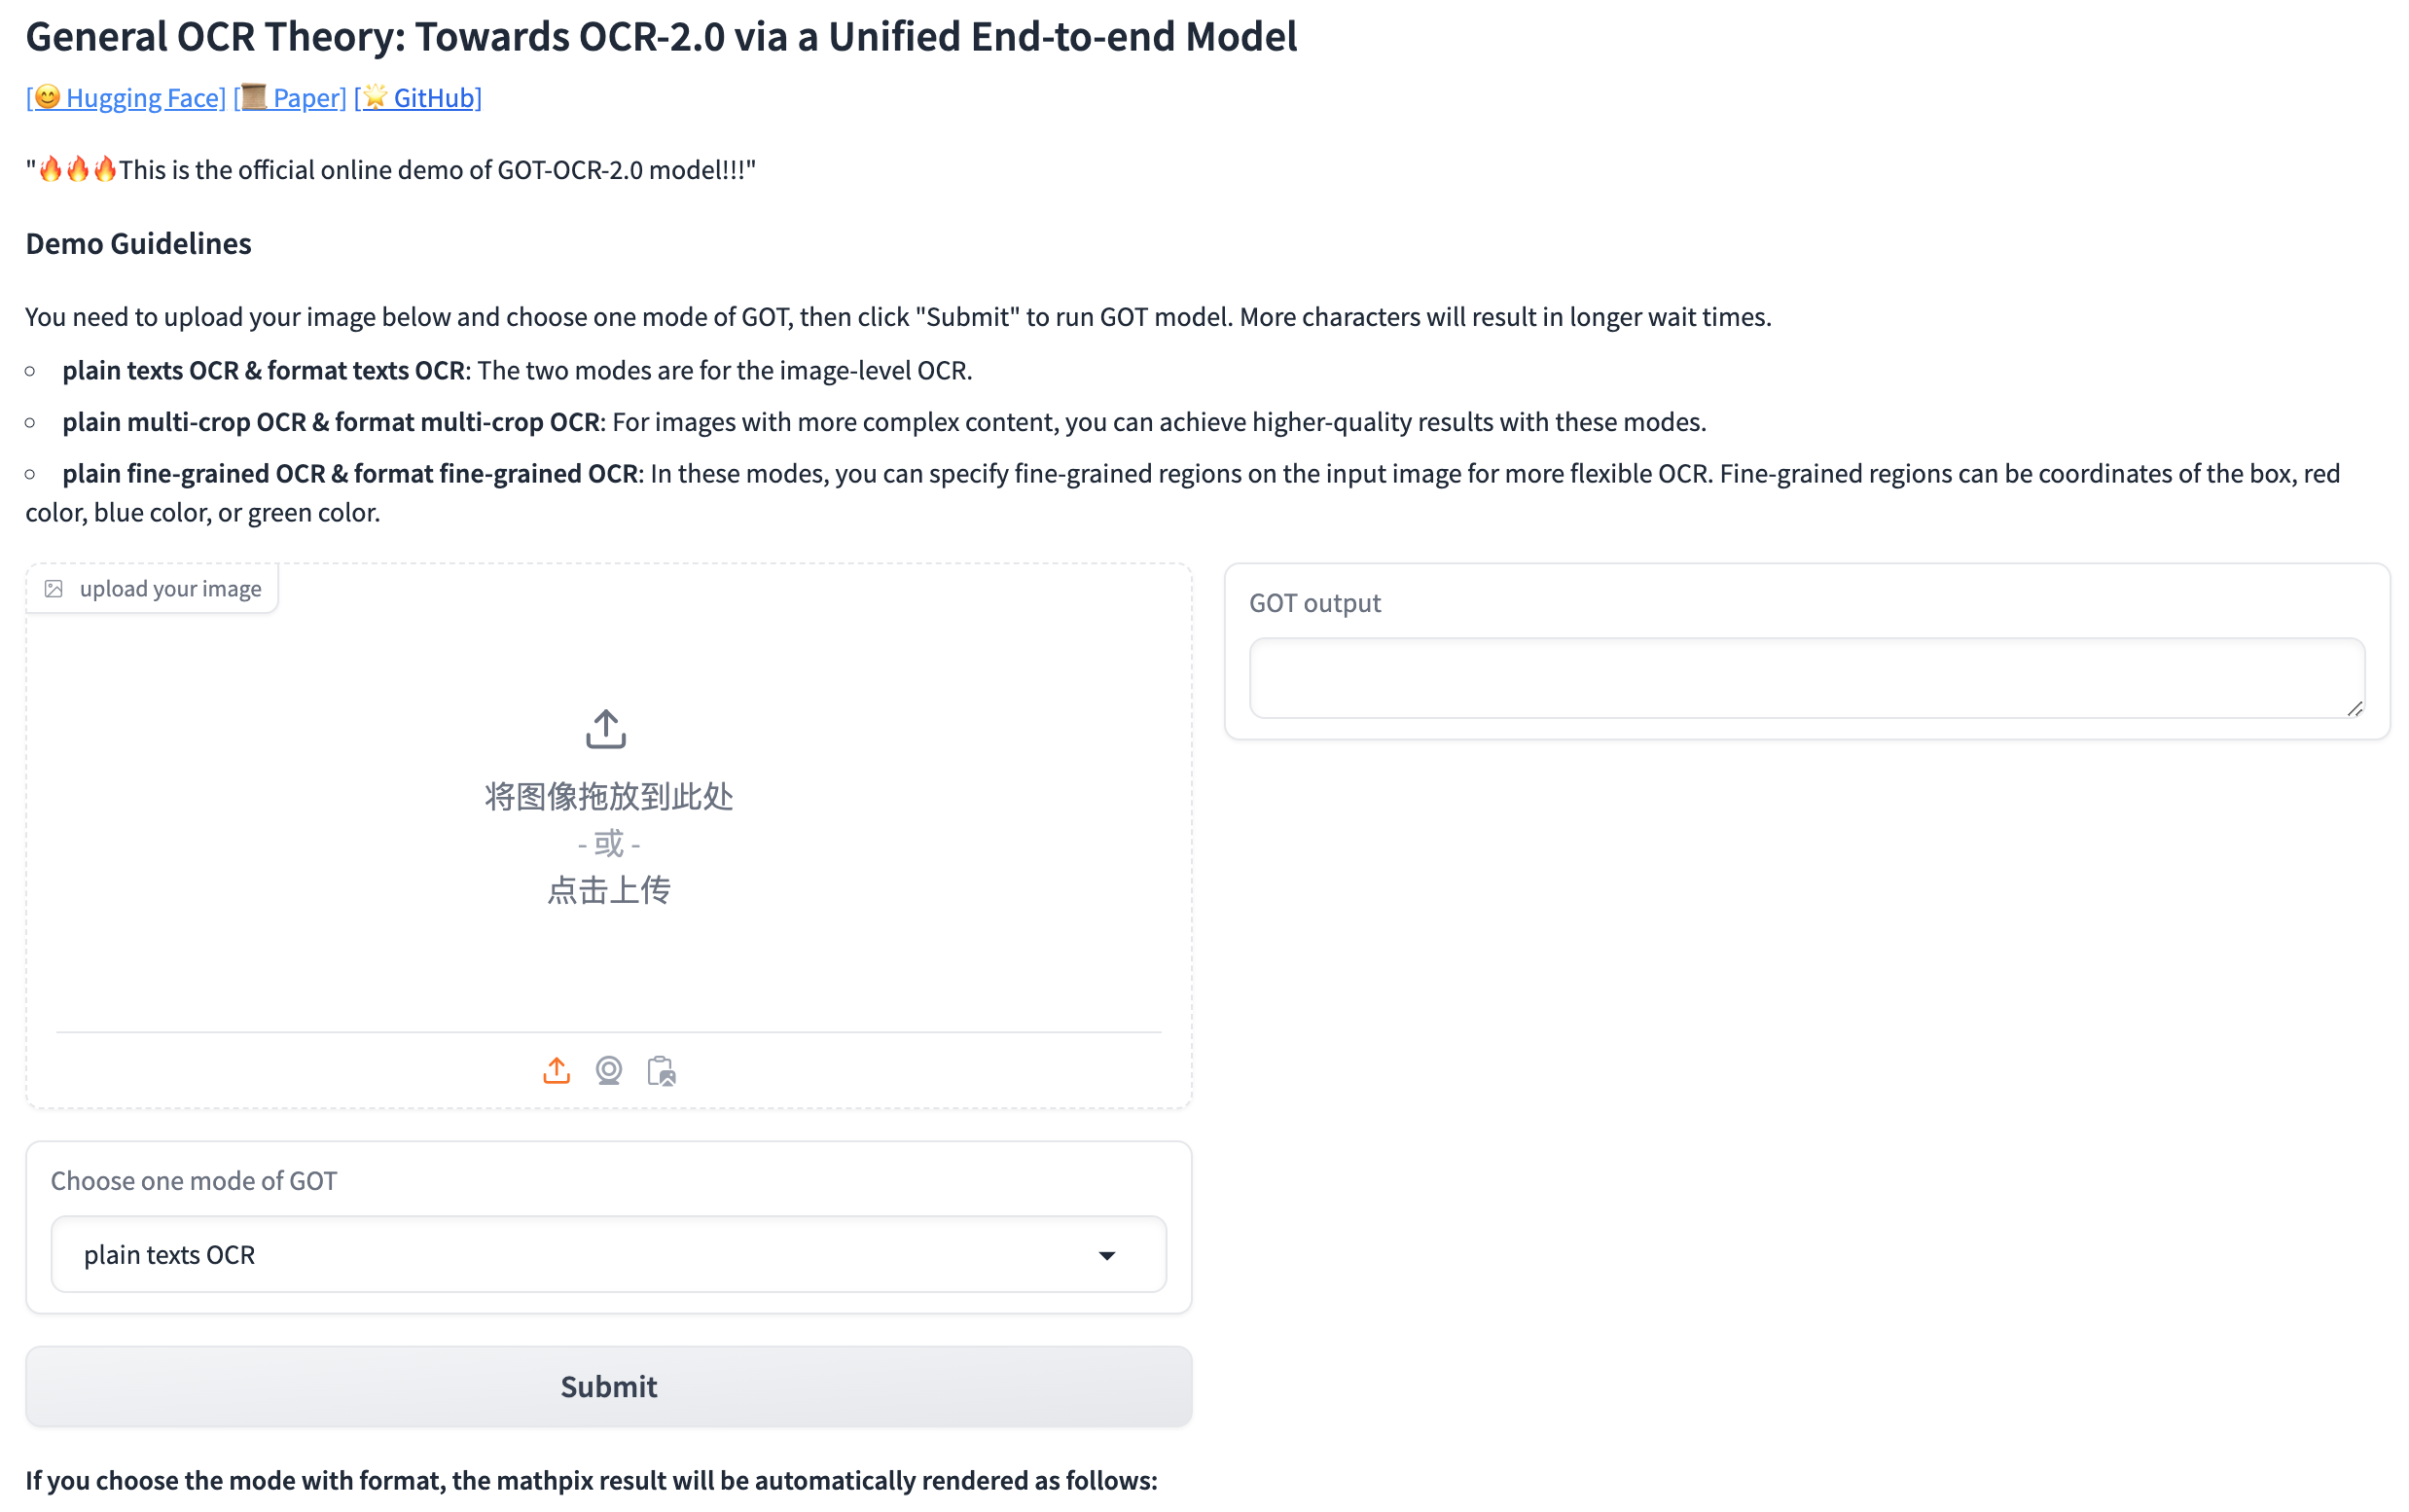 General OCR Theory: Towards OCR-2.0 via a Unified End-to-end Model
[😊 Hugging Face] [📜 Paper] [🌟 GitHub]
"🔥🔥🔥This is the official online demo of GOT-OCR-2.0 model!!!"
Demo Guidelines
You need to upload your image below and choose one mode of GOT, then click "Submit" to run GOT model. More characters will result in longer wait times.
plain texts OCR & format texts OCR: The two modes are for the image-level OCR.
plain multi-crop OCR & format multi-crop OCR: For images with more complex content, you can achieve higher-quality results with these modes.
plain fine-grained OCR & format fine-grained OCR: In these modes, you can specify fine-grained regions on the input image for more flexible OCR. Fine-grained regions can be coordinates of the box, red
color, blue color, or green color.
upload your image
将图像拖放到此处
- 或 -
点击上传
Choose one mode of GOT
plain texts OCR
Submit
GOT output
If you choose the mode with format, the mathpix result will be automatically rendered as follows: